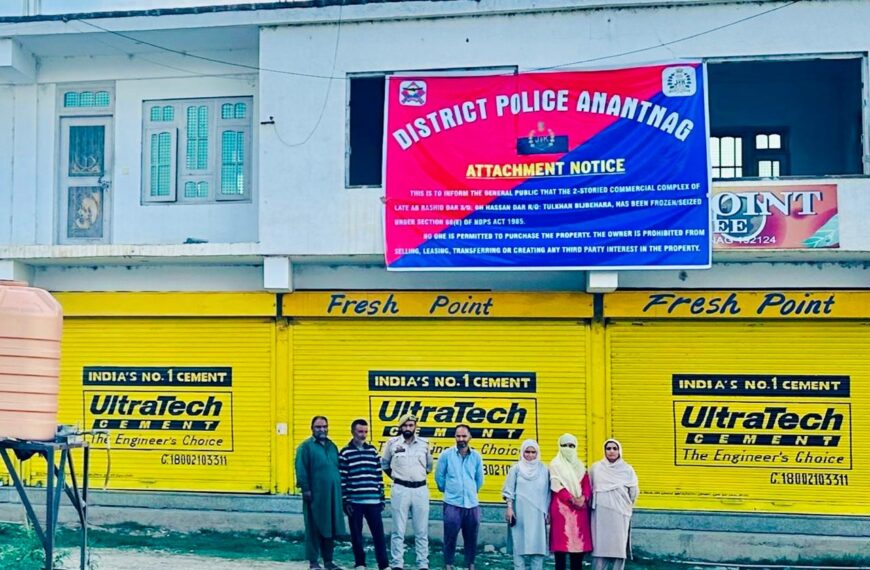 DISTRICT POLICE ANANTNAG
J&K
ATTACHMENT NOTICE
THIS IS TO INFORM THE GENERAL PUBLIC THAT THE 2-STORIED COMMERCIAL COMPLEX OF
LATE AB RASHID DAR S/O; GH HASSAN DAR R/O: TULKHAN BIJBEHARA, HAS BEEN FROZEN/SEIZED
UNDER SECTION 68(F) OF NDPS ACT 1985.
NO ONE IS PERMITTED TO PURCHASE THE PROPERTY. THE OWNER IS PROHIBITED FROM
SELLING, LEASING, TRANSFERRING OR CREATING ANY THIRD PARTY INTEREST IN THE PROPERTY.
OINT
EE
192124
Fresh Point
Fresh Point
INDIA'S NO.1 CEMENT
UltraTech
CEMENT
The Engineer's Choice
C.18002103311
INDIA'S NO.1 CEMENT
UltraTech
CEMENT
INDIA'S NO.1 CEMENT
UltraTech
CEMENT
The Engineer's Choice
C.18002103311